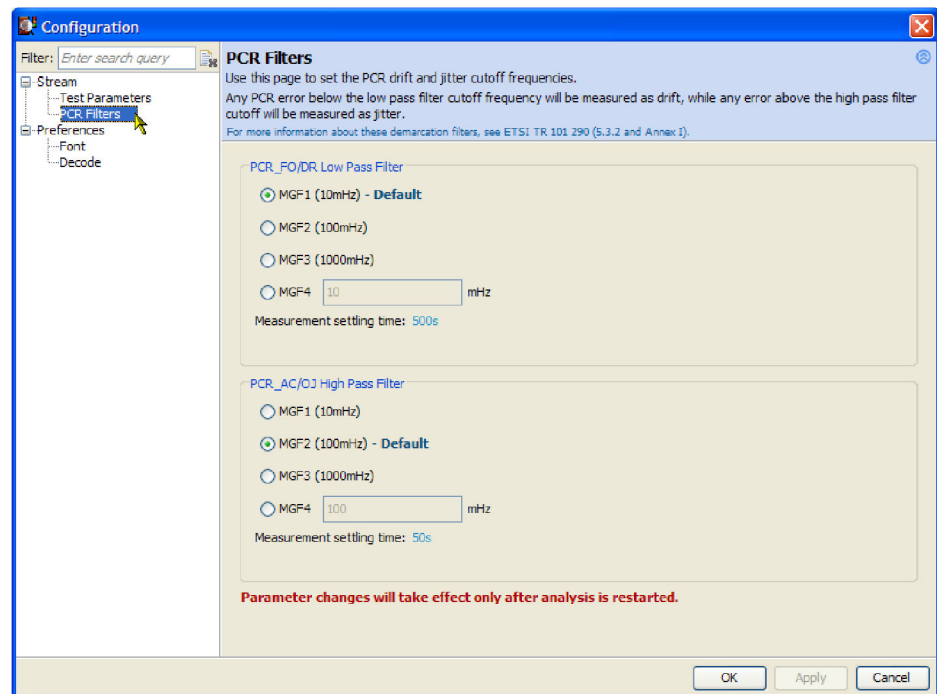 Configuration
Filter: Enter search query
Stream
Test Parameters
PCR Filters
Preferences
Font
Decode
PCR Filters
Use this page to set the PCR drift and jitter cutoff frequencies.
Any PCR error below the low pass filter cutoff frequency will be measured as drift, while any error above the high pass filter
cutoff will be measured as jitter.
For more information about these demarcation filters, see ETSI TR 101 290 (5.3.2 and Annex I).
PCR_FO/DR Low Pass Filter
MGF1 (10mHz) - Default
MGF2 (100mHz)
MGF3 (1000mHz)
MGF4 10 mHz
Measurement settling time: 500s
PCR_AC/OJ High Pass Filter
MGF1 (10mHz)
MGF2 (100mHz) - Default
MGF3 (1000mHz)
MGF4 100 mHz
Measurement settling time: 50s
Parameter changes will take effect only after analysis is restarted.
OK Apply Cancel